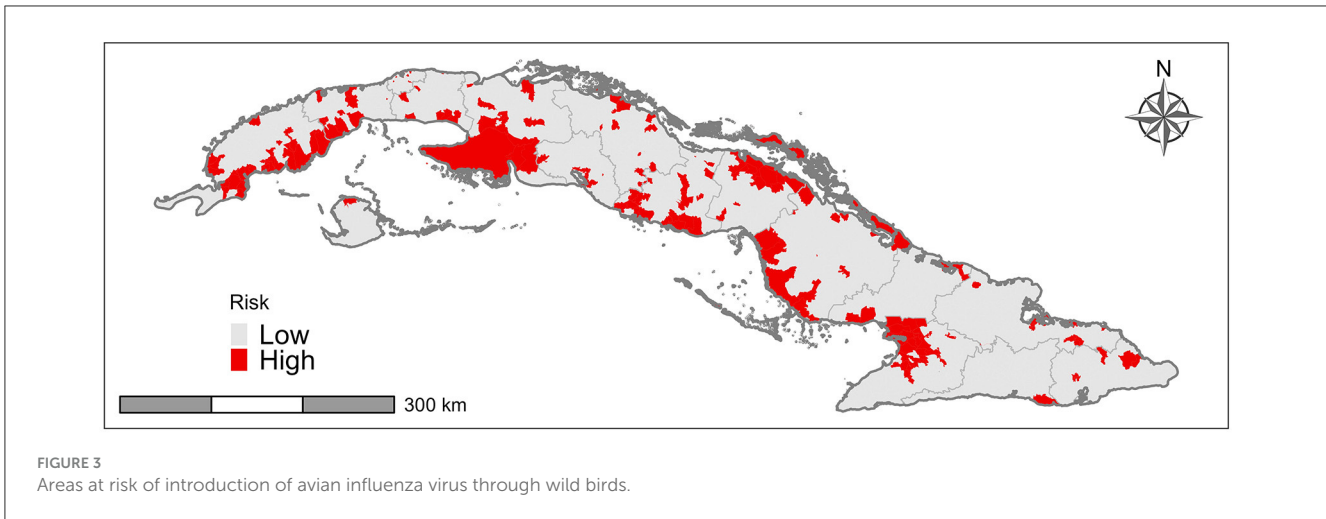 N
Risk
Low
High
300 km
FIGURE 3
Areas at risk of introduction of avian influenza virus through wild birds.